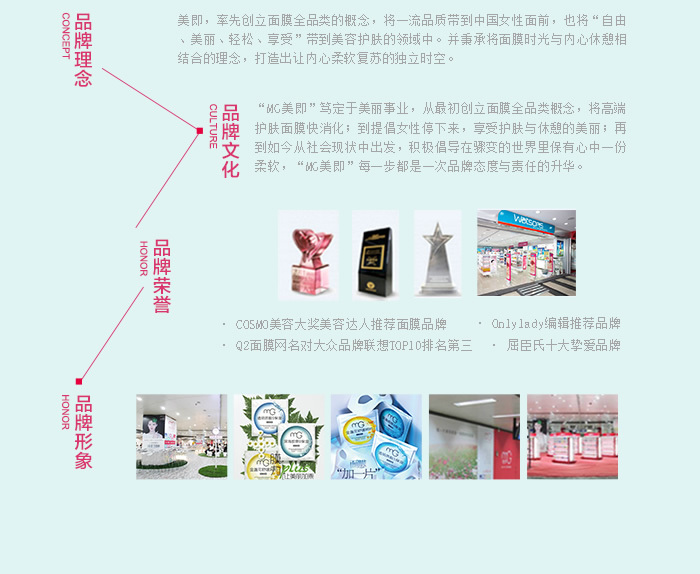 品牌理念
CONCEPT
美即，率先创立面膜全品类的概念，将一流品质带到中国女性面前，也将“自由
、美丽、轻松、享受”带到美容护肤的领域中。并秉承将面膜时光与内心休憩相
结合的理念，打造出让内心柔软复苏的独立时空。
品牌文化
CULTURE
“MG美即”笃定于美丽事业，从最初创立面膜全品类概念，将高端
护肤面膜快消化；到提倡女性停下来，享受护肤与休憩的美丽；再
到如今从社会现状中出发，积极倡导在骤变的世界里保有心中一份
柔软，“MG美即”每一步都是一次品牌态度与责任的升华。
品牌荣誉
HONOR
watsons
· COSMO美容大奖美容达人推荐面膜品牌
· Onlylady编辑推荐品牌
· Q2面膜网名对大众品牌联想TOP10排名第三
· 屈臣氏十大挚爱品牌
品牌形象
HONOR
mG
mG
mG
plus
让美丽加乘
mG
mG
“加一片”